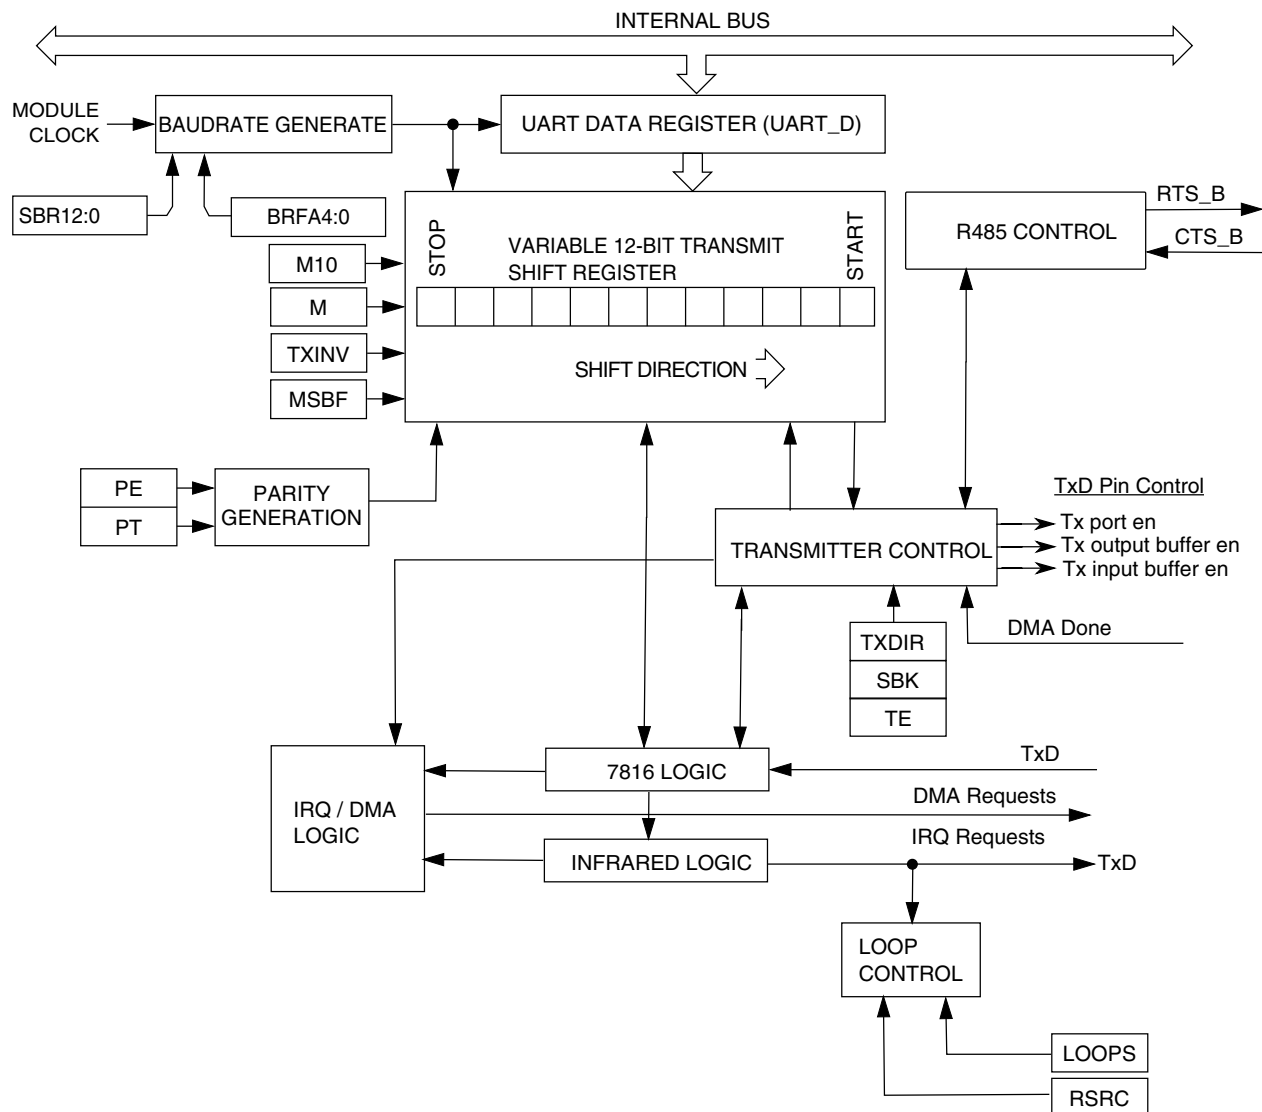 INTERNAL BUS
MODULE
CLOCK
BAUDRATE GENERATE
UART DATA REGISTER (UART_D)
SBR12:0
BRFA4:0
STOP
VARIABLE 12-BIT TRANSMIT
SHIFT REGISTER
START
R485 CONTROL
RTS_B
CTS_B
M10
M
TXINV
MSBF
SHIFT DIRECTION
PE
PT
PARITY
GENERATION
TRANSMITTER CONTROL
TxD Pin Control
Tx port en
Tx output buffer en
Tx input buffer en
DMA Done
TXDIR
SBK
TE
IRQ / DMA
LOGIC
7816 LOGIC
TxD
DMA Requests
IRQ Requests
INFRARED LOGIC
TxD
LOOP
CONTROL
LOOPS
RSRC